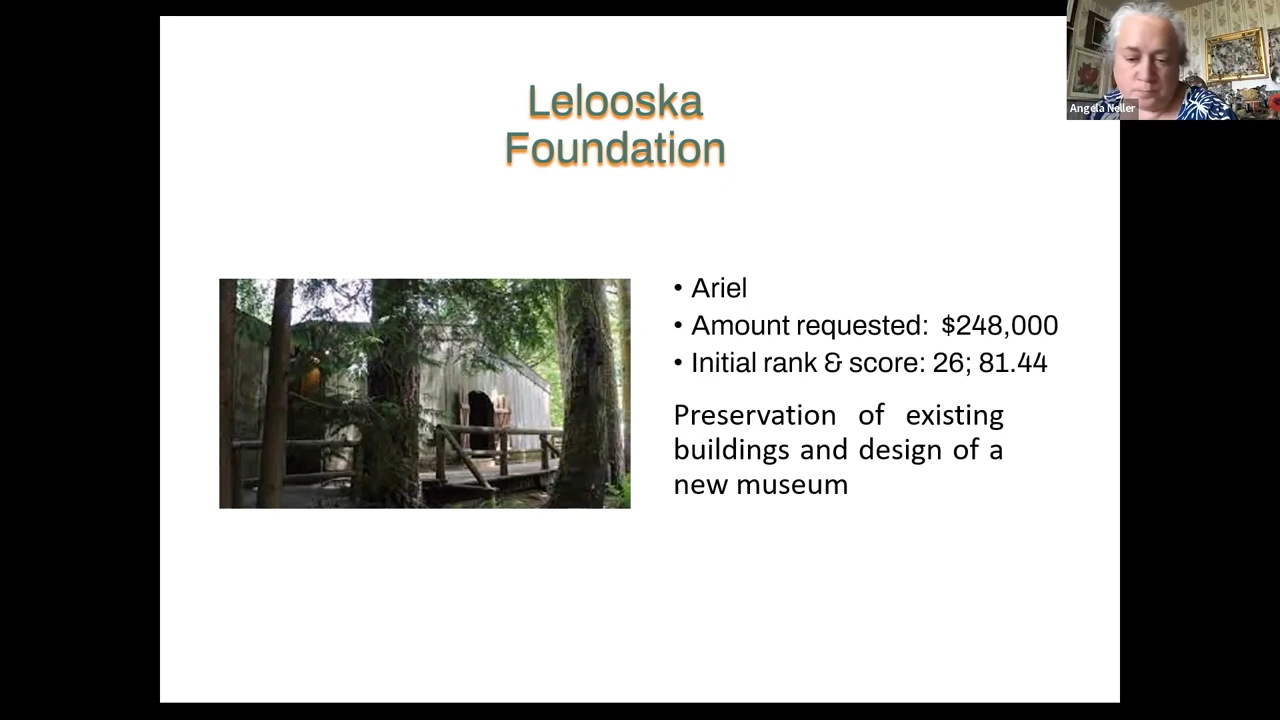 Lelooska
Foundation
Angela Neller
• Ariel
• Amount requested: $248,000
• Initial rank & score: 26; 81.44
Preservation of existing
buildings and design of a
new museum